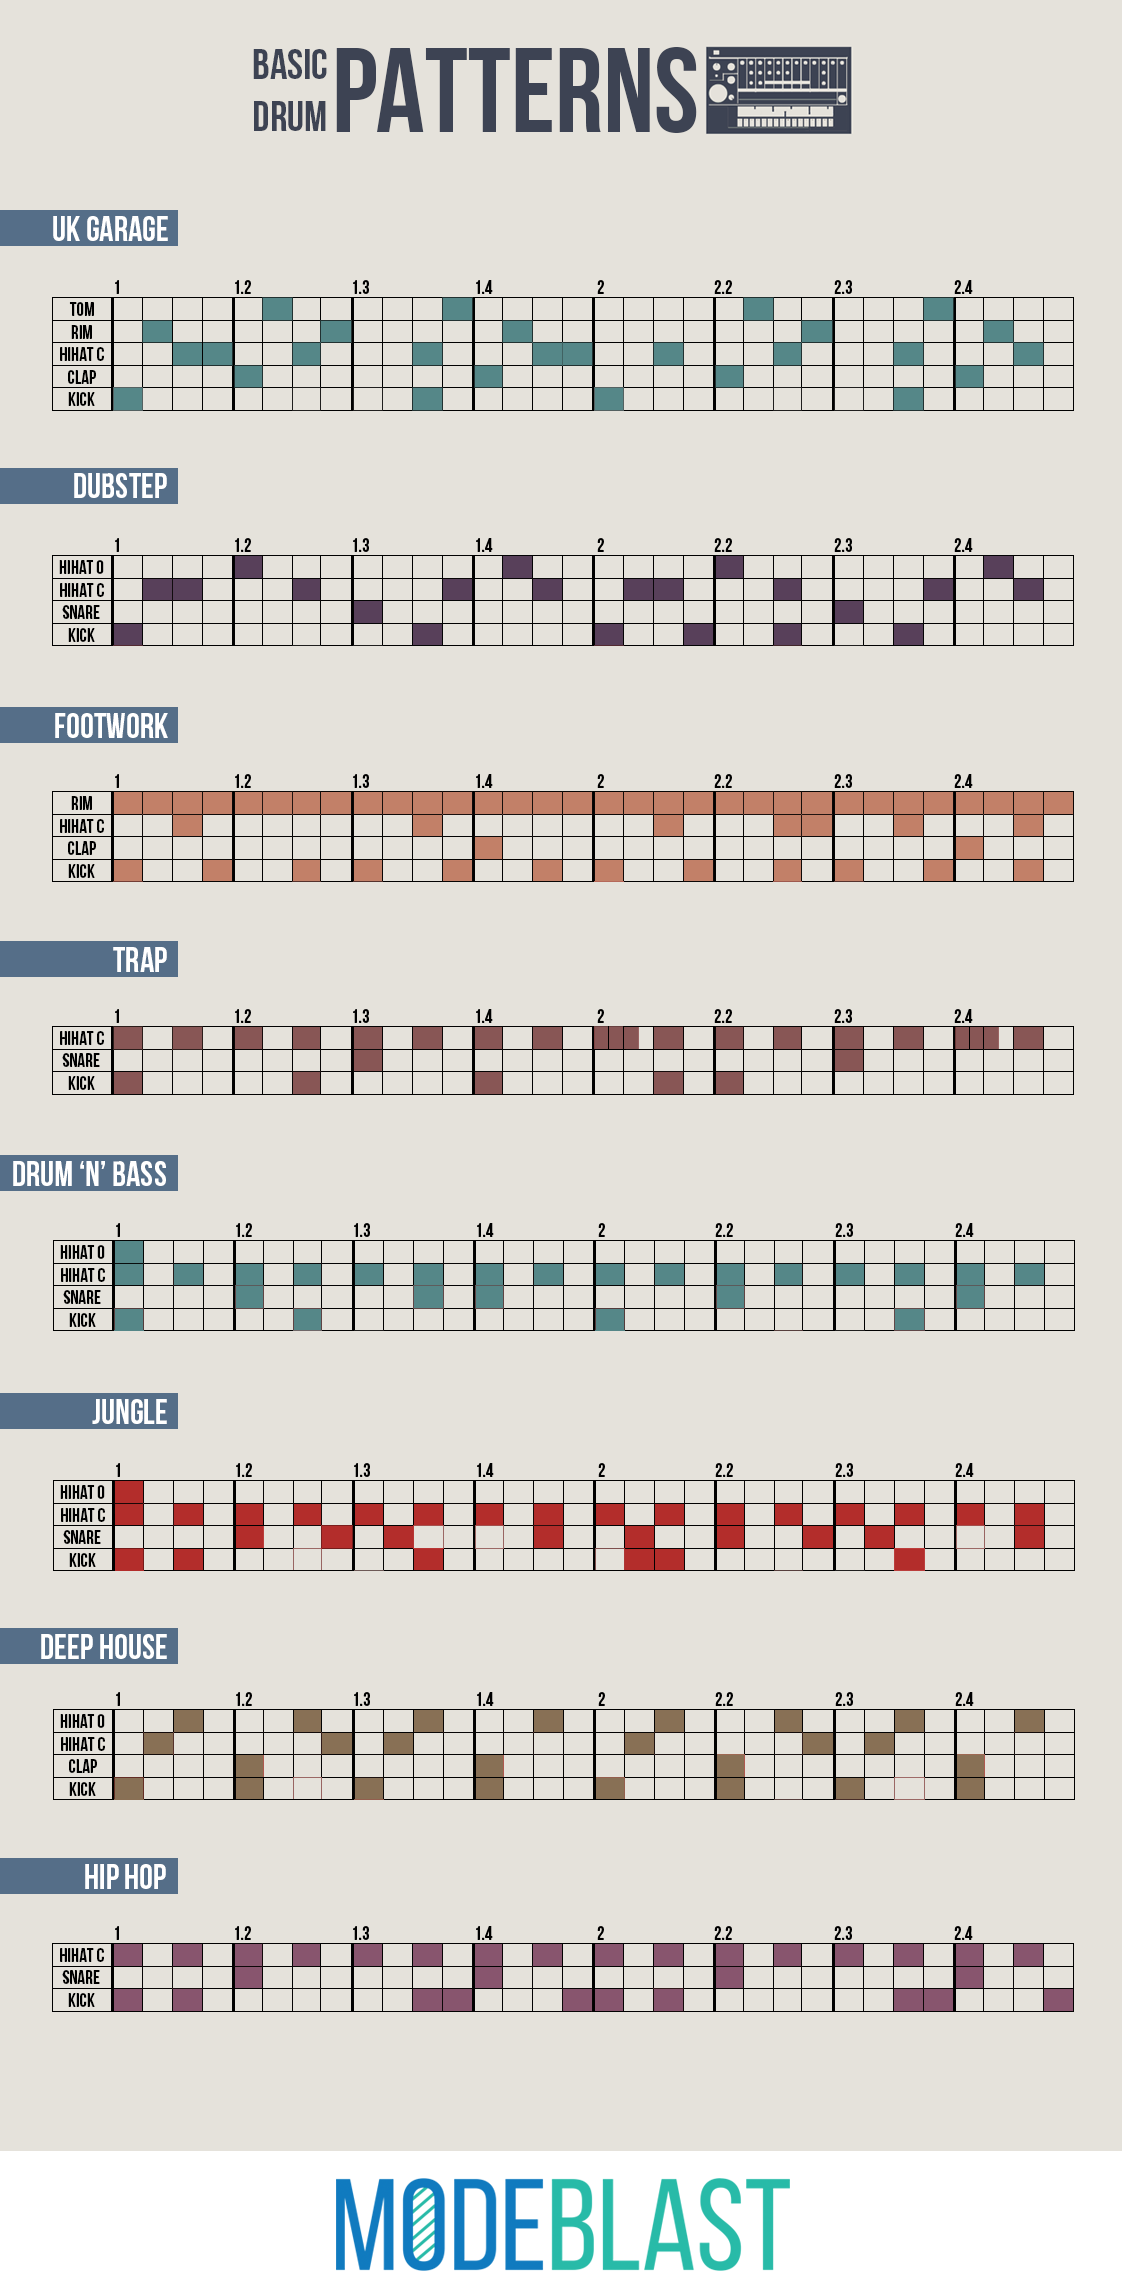 BASIC
DRUM
PATTERNS
UK GARAGE
1 1.2 1.3 1.4 2 2.2 2.3 2.4
TOM
RIM
HIHAT C
CLAP
KICK
DUBSTEP
1 1.2 1.3 1.4 2 2.2 2.3 2.4
HIHAT O
HIHAT C
SNARE
KICK
FOOTWORK
1 1.2 1.3 1.4 2 2.2 2.3 2.4
RIM
HIHAT C
CLAP
KICK
TRAP
1 1.2 1.3 1.4 2 2.2 2.3 2.4
HIHAT C
SNARE
KICK
DRUM ‘N’ BASS
1 1.2 1.3 1.4 2 2.2 2.3 2.4
HIHAT O
HIHAT C
SNARE
KICK
JUNGLE
1 1.2 1.3 1.4 2 2.2 2.3 2.4
HIHAT O
HIHAT C
SNARE
KICK
DEEP HOUSE
1 1.2 1.3 1.4 2 2.2 2.3 2.4
HIHAT O
HIHAT C
CLAP
KICK
HIP HOP
1 1.2 1.3 1.4 2 2.2 2.3 2.4
HIHAT C
SNARE
KICK
MODEBLAST